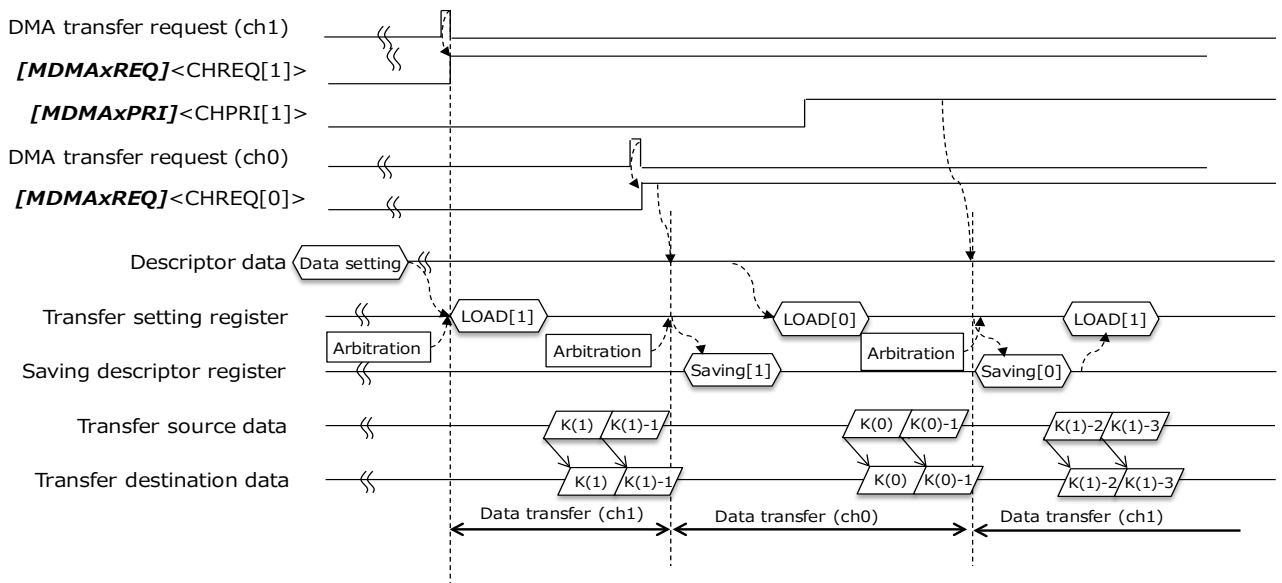 DMA transfer request (ch1)
[MDMAxREQ]<CHREQ[1]>
[MDMAxPRI]<CHPRI[1]>
DMA transfer request (ch0)
[MDMAxREQ]<CHREQ[0]>
Descriptor data
Data setting
Transfer setting register
LOAD[1]
LOAD[0]
LOAD[1]
Arbitration
Arbitration
Arbitration
Saving descriptor register
Saving[1]
Saving[0]
Transfer source data
K(1)
K(1)-1
K(0)
K(0)-1
K(1)-2
K(1)-3
Transfer destination data
K(1)
K(1)-1
K(0)
K(0)-1
K(1)-2
K(1)-3
Data transfer (ch1)
Data transfer (ch0)
Data transfer (ch1)